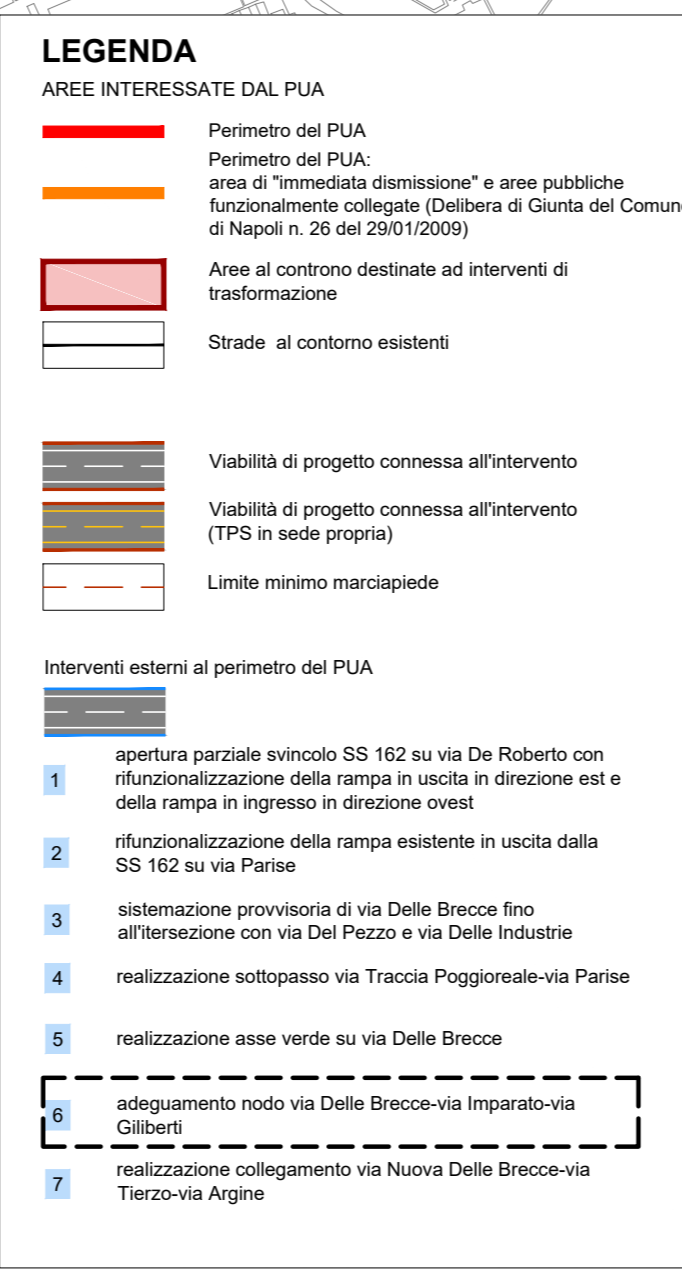 LEGENDA
AREE INTERESSATE DAL PUA
Perimetro del PUA
Perimetro del PUA:
area di "immediata dismissione" e aree pubbliche
funzionalmente collegate (Delibera di Giunta del Comune
di Napoli n. 26 del 29/01/2009)
Aree al controno destinate ad interventi di
trasformazione
Strade al contorno esistenti
Viabilità di progetto connessa all'intervento
Viabilità di progetto connessa all'intervento
(TPS in sede propria)
Limite minimo marciapiede
Interventi esterni al perimetro del PUA
1 apertura parziale svincolo SS 162 su via De Roberto con
rifunzionalizzazione della rampa in uscita in direzione est e
della rampa in ingresso in direzione ovest
2 rifunzionalizzazione della rampa esistente in uscita dalla
SS 162 su via Parise
3 sistemazione provvisoria di via Delle Brecce fino
all'itersezione con via Del Pezzo e via Delle Industrie
4 realizzazione sottopasso via Traccia Poggioreale-via Parise
5 realizzazione asse verde su via Delle Brecce
6 adeguamento nodo via Delle Brecce-via Imparato-via
Giliberti
7 realizzazione collegamento via Nuova Delle Brecce-via
Tierzo-via Argine